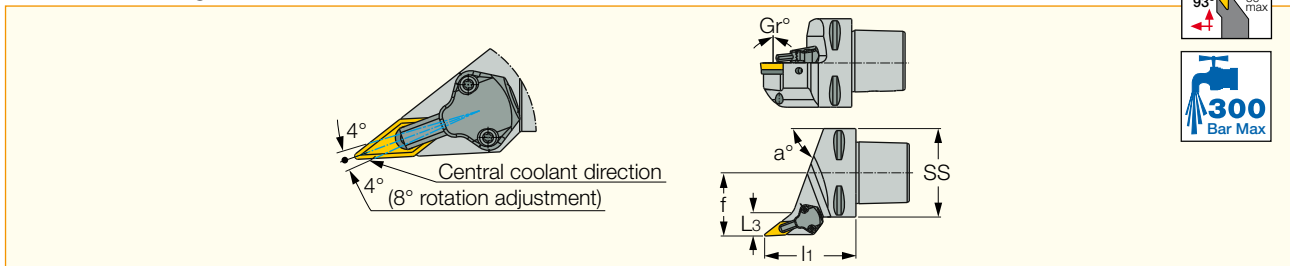 93°
max
Gr°
4°
Central coolant direction
4°
(8° rotation adjustment)
a°
SS
f
L3
l1
300
Bar Max